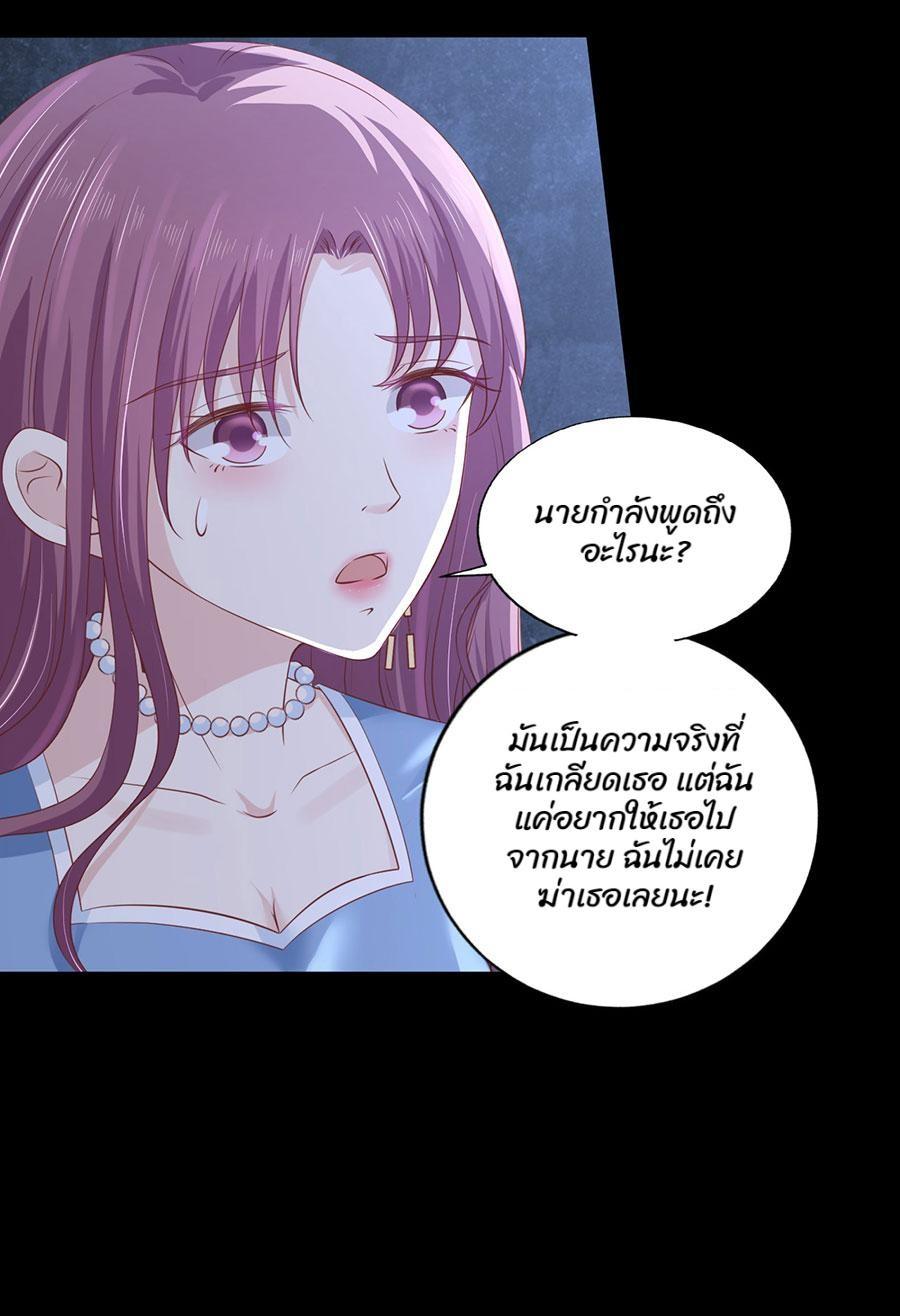 นายกำลังพูดถึง
อะไรนะ?
มันเป็นความจริงที่
ฉันเกลียดเธอ แต่ฉัน
แค่อยากให้เธอไป
จากนาย ฉันไม่เคย
ฆ่าเธอเลยนะ!